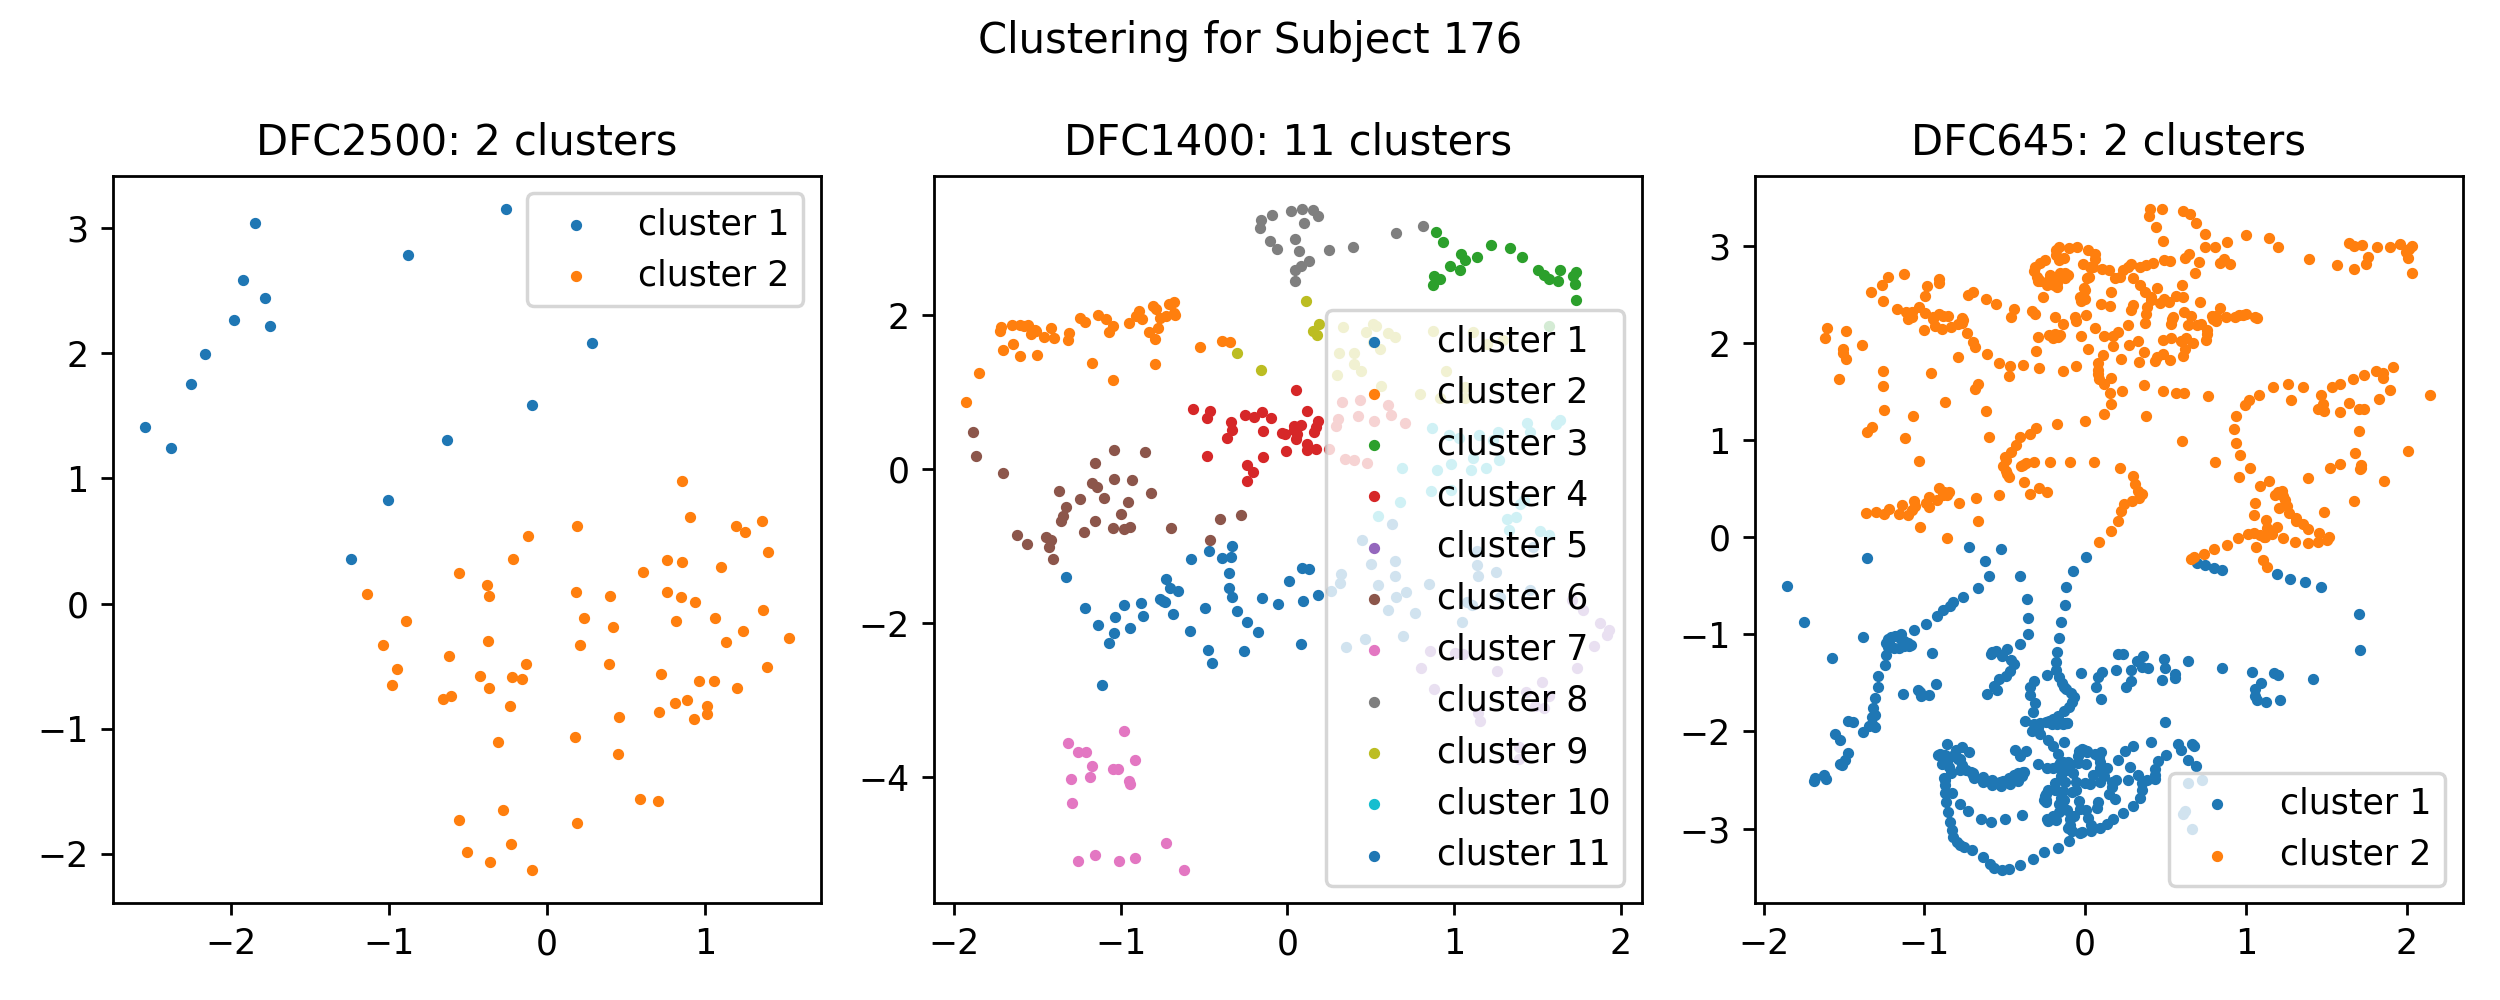 Clustering for Subject 176
DFC2500: 2 clusters
3
2
1
0
−1
−2
−2
−1
0
1
cluster 1
cluster 2
DFC1400: 11 clusters
2
0
−2
−4
−2
−1
0
1
2
cluster 1
cluster 2
cluster 3
cluster 4
cluster 5
cluster 6
cluster 7
cluster 8
cluster 9
cluster 10
cluster 11
DFC645: 2 clusters
3
2
1
0
−1
−2
−3
−2
−1
0
1
2
cluster 1
cluster 2